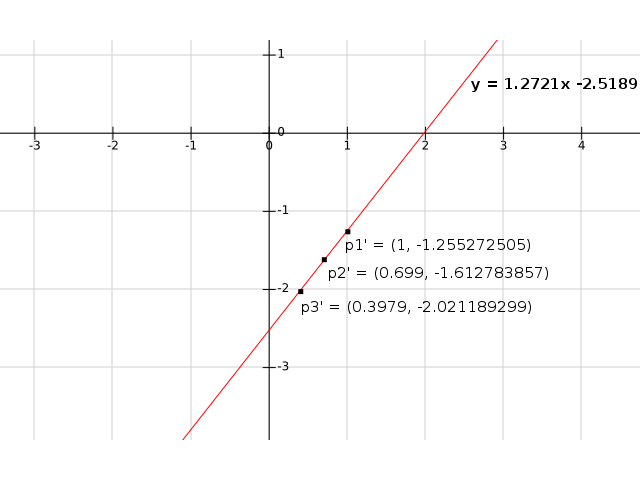 1
y = 1.2721x -2.5189
0
-3 -2 -1 0 1 2 3 4
-1
p1' = (1, -1.255272505)
p2' = (0.699, -1.612783857)
-2
p3' = (0.3979, -2.021189299)
-3